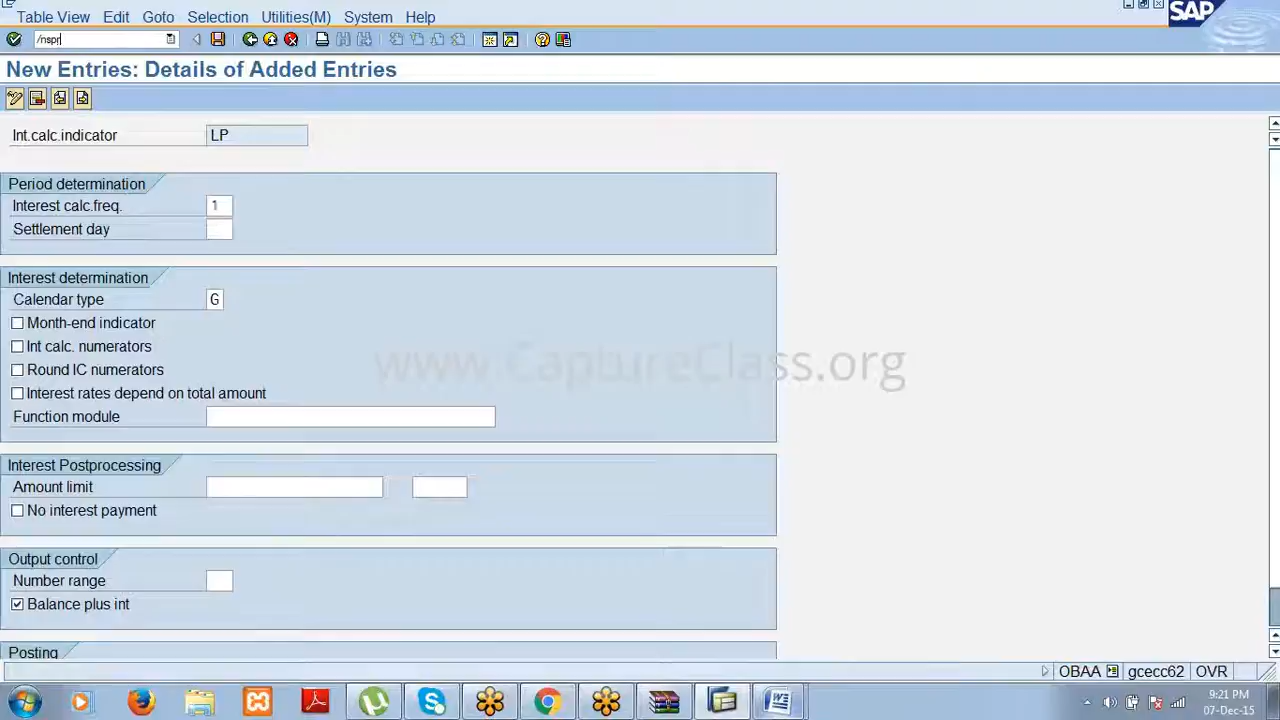 Table View Edit Goto Selection Utilities(M) System Help
SAP
/nspr
New Entries: Details of Added Entries
Int.calc.indicator LP
Period determination
Interest calc.freq. 1
Settlement day
Interest determination
Calendar type G
Month-end indicator
Int calc. numerators
www.CaptureClass.org
Round IC numerators
Interest rates depend on total amount
Function module
Interest Postprocessing
Amount limit
No interest payment
Output control
Number range
Balance plus int
Posting
OBAA gcecc62 OVR
9:21 PM
07-Dec-15